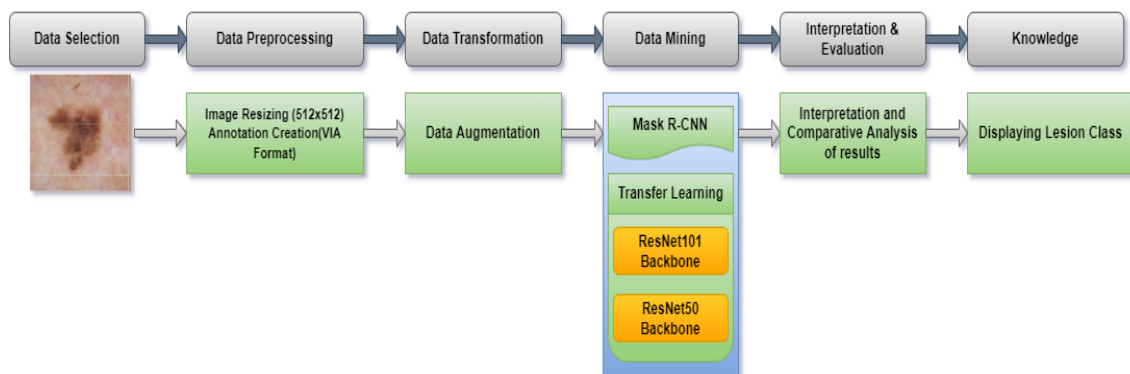 Data Selection
Data Preprocessing
Data Transformation
Data Mining
Interpretation &
Evaluation
Knowledge
Image Resizing (512x512)
Annotation Creation(VIA
Format)
Data Augmentation
Mask R-CNN
Transfer Learning
ResNet101
Backbone
ResNet50
Backbone
Interpretation and
Comparative Analysis
of results
Displaying Lesion Class